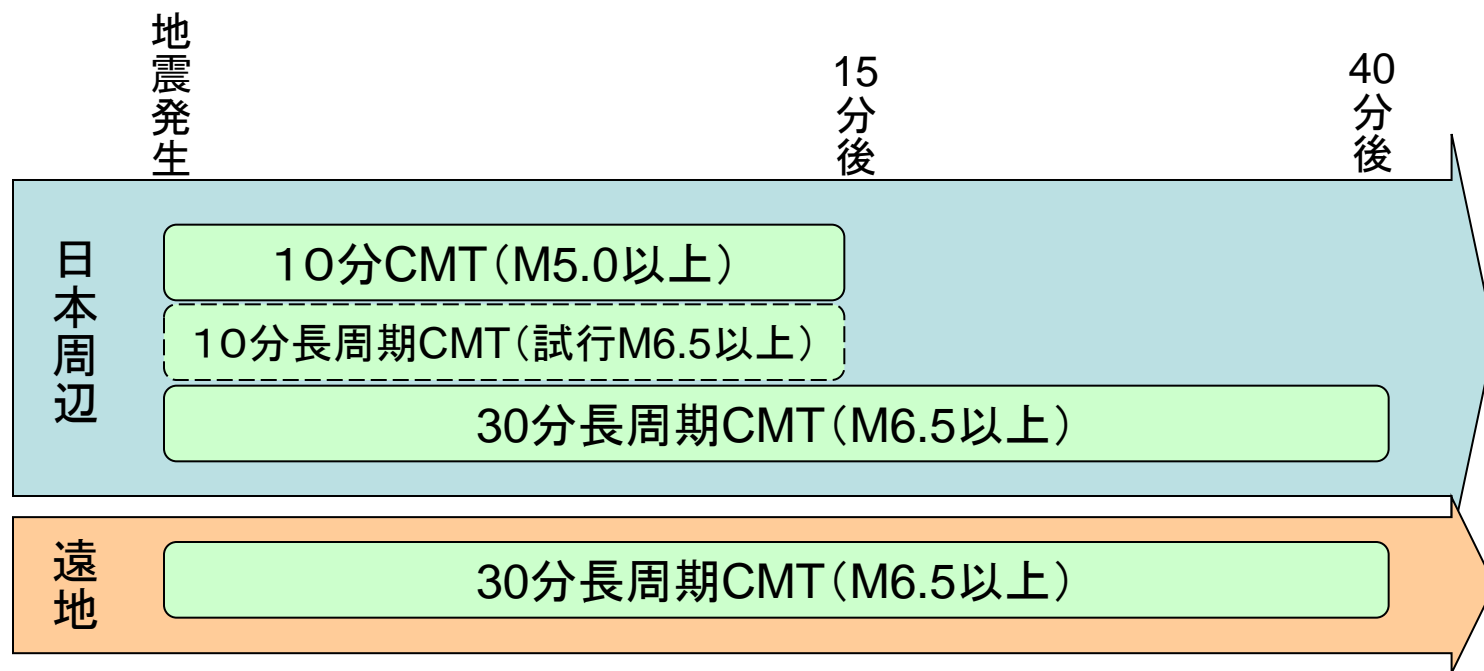 地震発生
15分後
40分後
日本周辺
１０分CMT（M5.0以上）
１０分長周期CMT（試行M6.5以上）
30分長周期CMT（M6.5以上）
遠地
30分長周期CMT（M6.5以上）